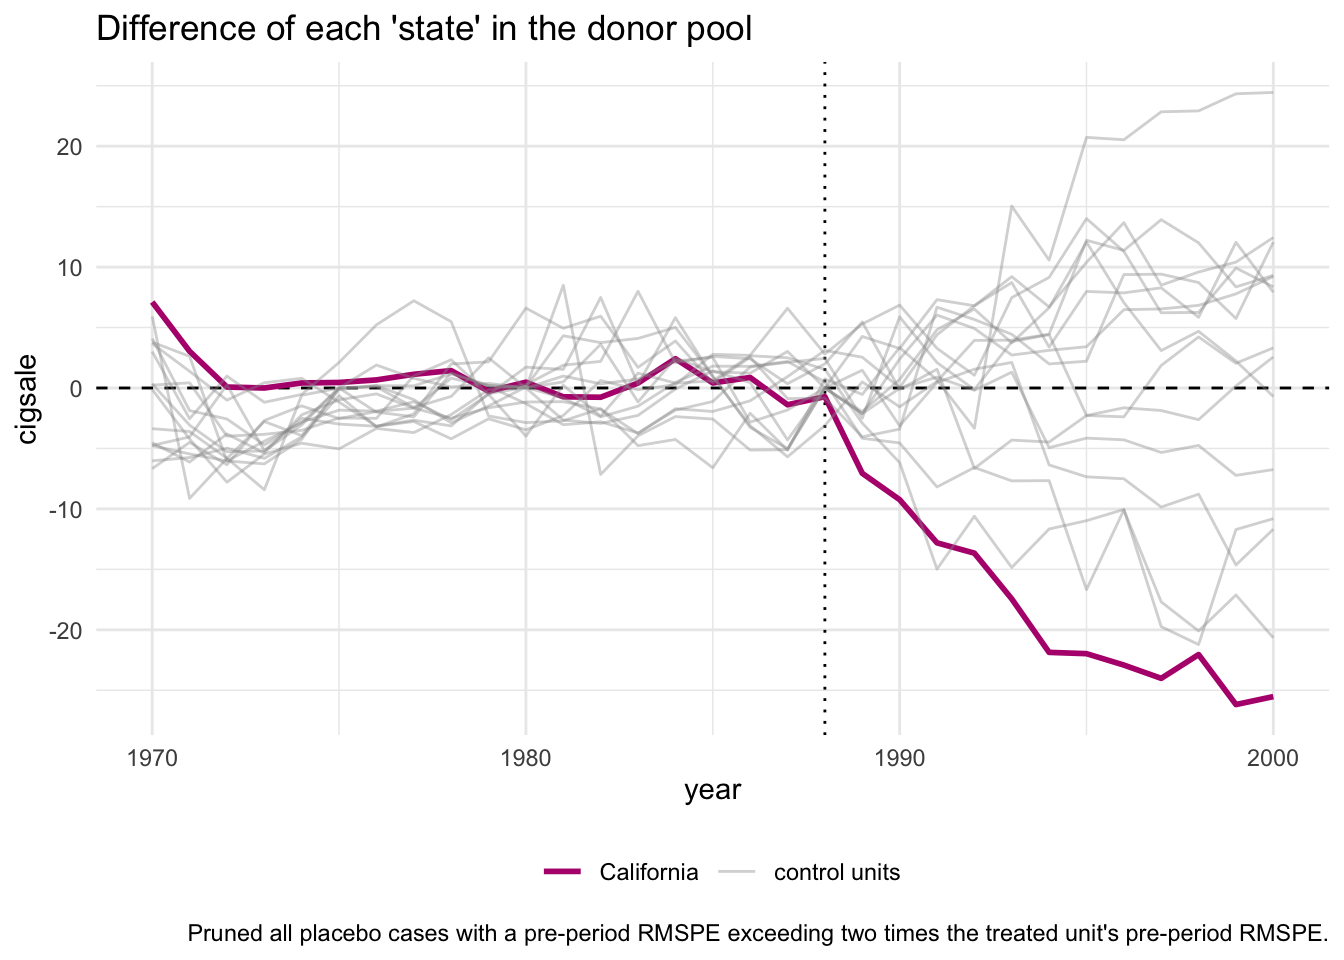 Difference of each 'state' in the donor pool
20
10
0
-10
-20
cigsale
1970 1980 1990 2000
year
California control units
Pruned all placebo cases with a pre-period RMSPE exceeding two times the treated unit's pre-period RMSPE.